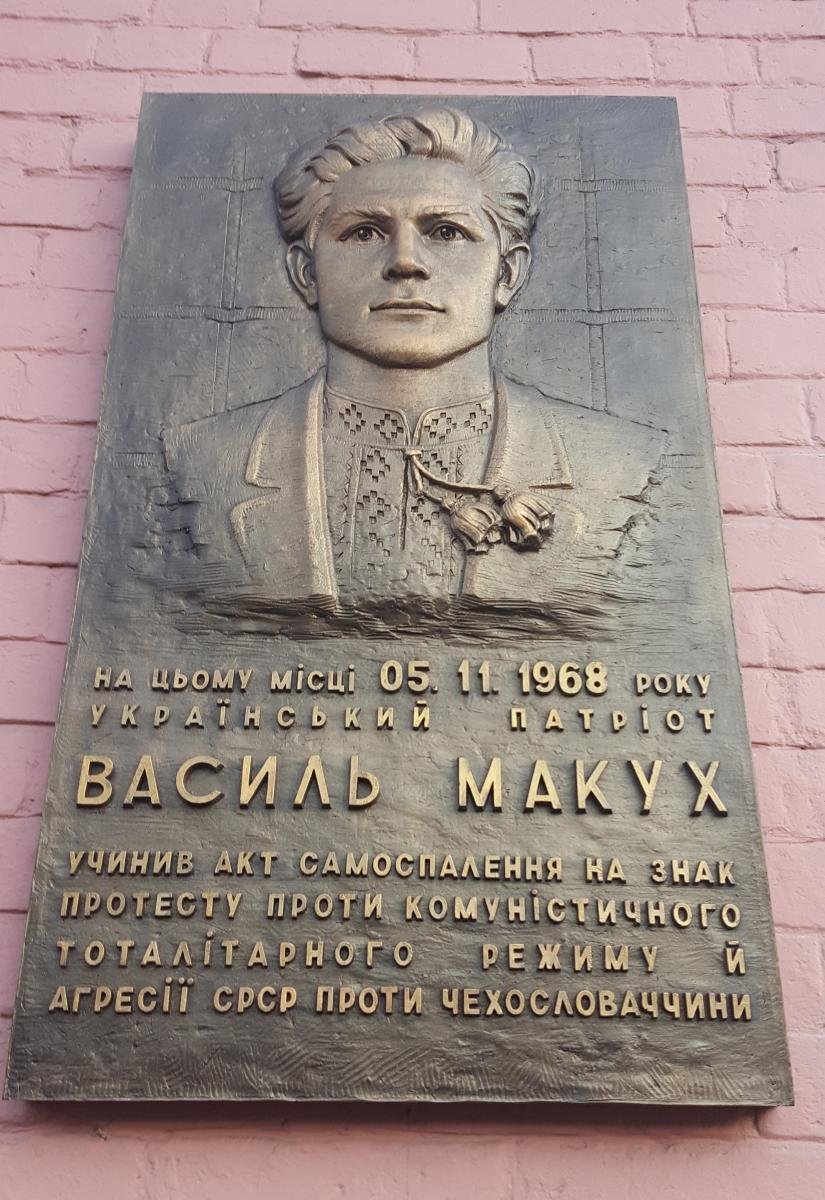 НА ЦЬОМУ МІСЦІ 05.11.1968 РОКУ
УКРАЇНСЬКИЙ ПАТРІОТ
ВАСИЛЬ МАКУХ
УЧИНИВ АКТ САМОСПАЛЕННЯ НА ЗНАК
ПРОТЕСТУ ПРОТИ КОМУНІСТИЧНОГО
ТОТАЛІТАРНОГО РЕЖИМУ Й
АГРЕСІЇ СРСР ПРОТИ ЧЕХОСЛОВАЧЧИНИ